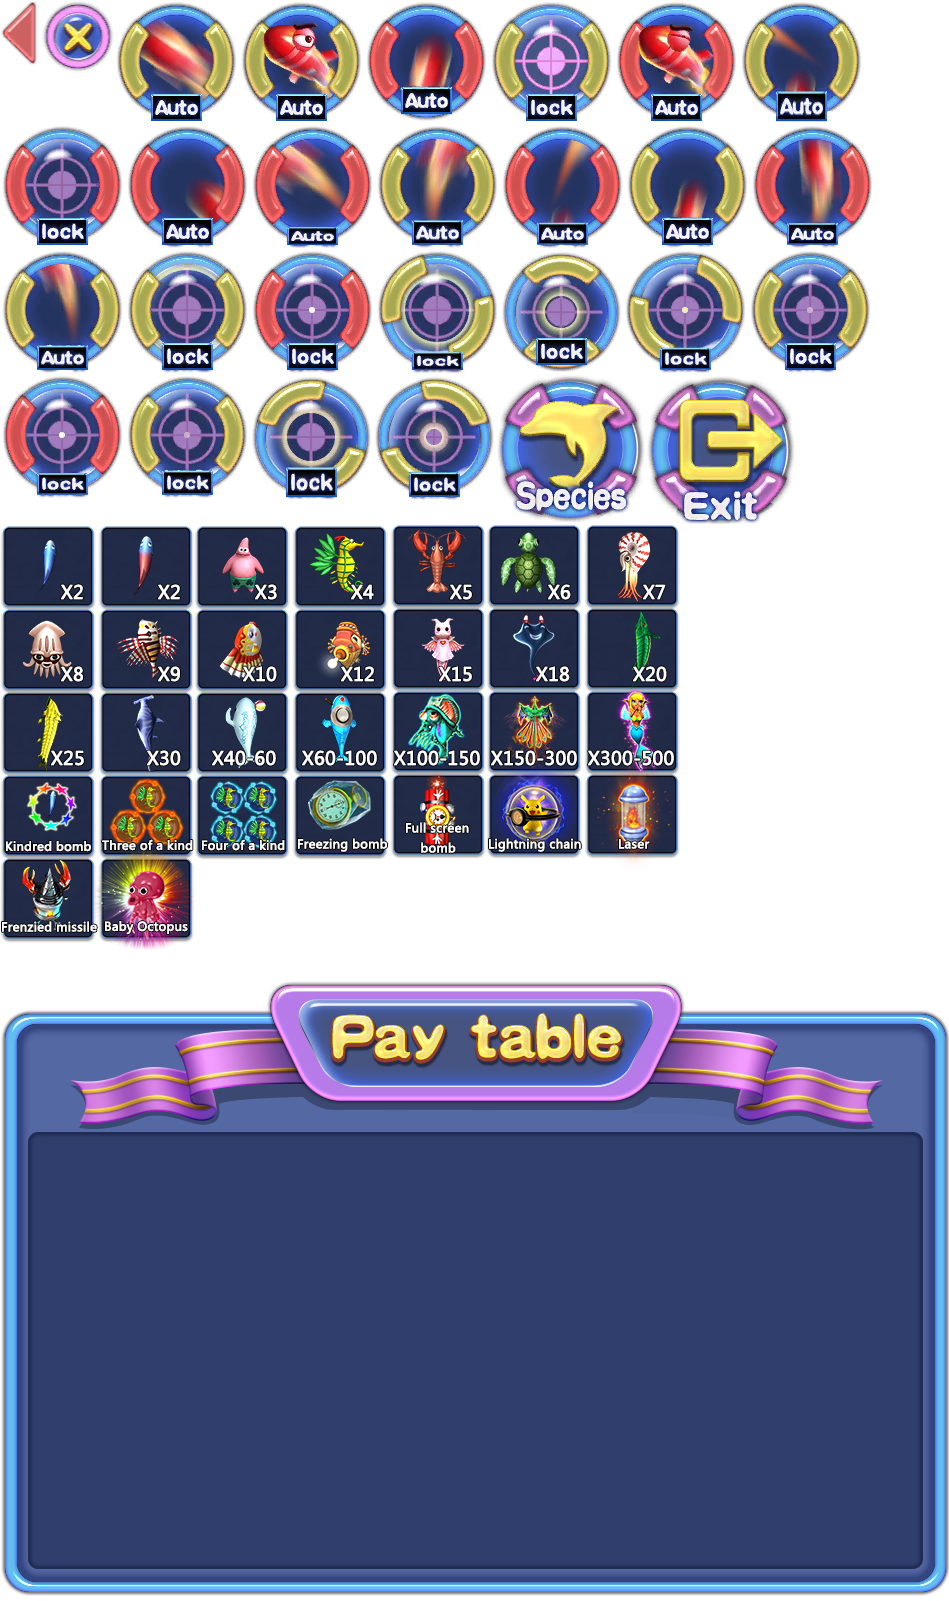 Auto
Auto
Auto
lock
Auto
Auto
lock
Auto
Auto
Auto
Auto
Auto
Auto
Auto
lock
lock
lock
lock
lock
lock
lock
lock
lock
lock
Species
Exit
X2
X2
X3
X4
X5
X6
X7
X8
X9
X10
X12
X15
X18
X20
X25
X30
X40-60
X60-100
X100-150
X150-300
X300-500
Kindred bomb
Three of a kind
Four of a kind
Freezing bomb
Full screen
bomb
Lightning chain
Laser
Frenzied missile
Baby Octopus
Pay table